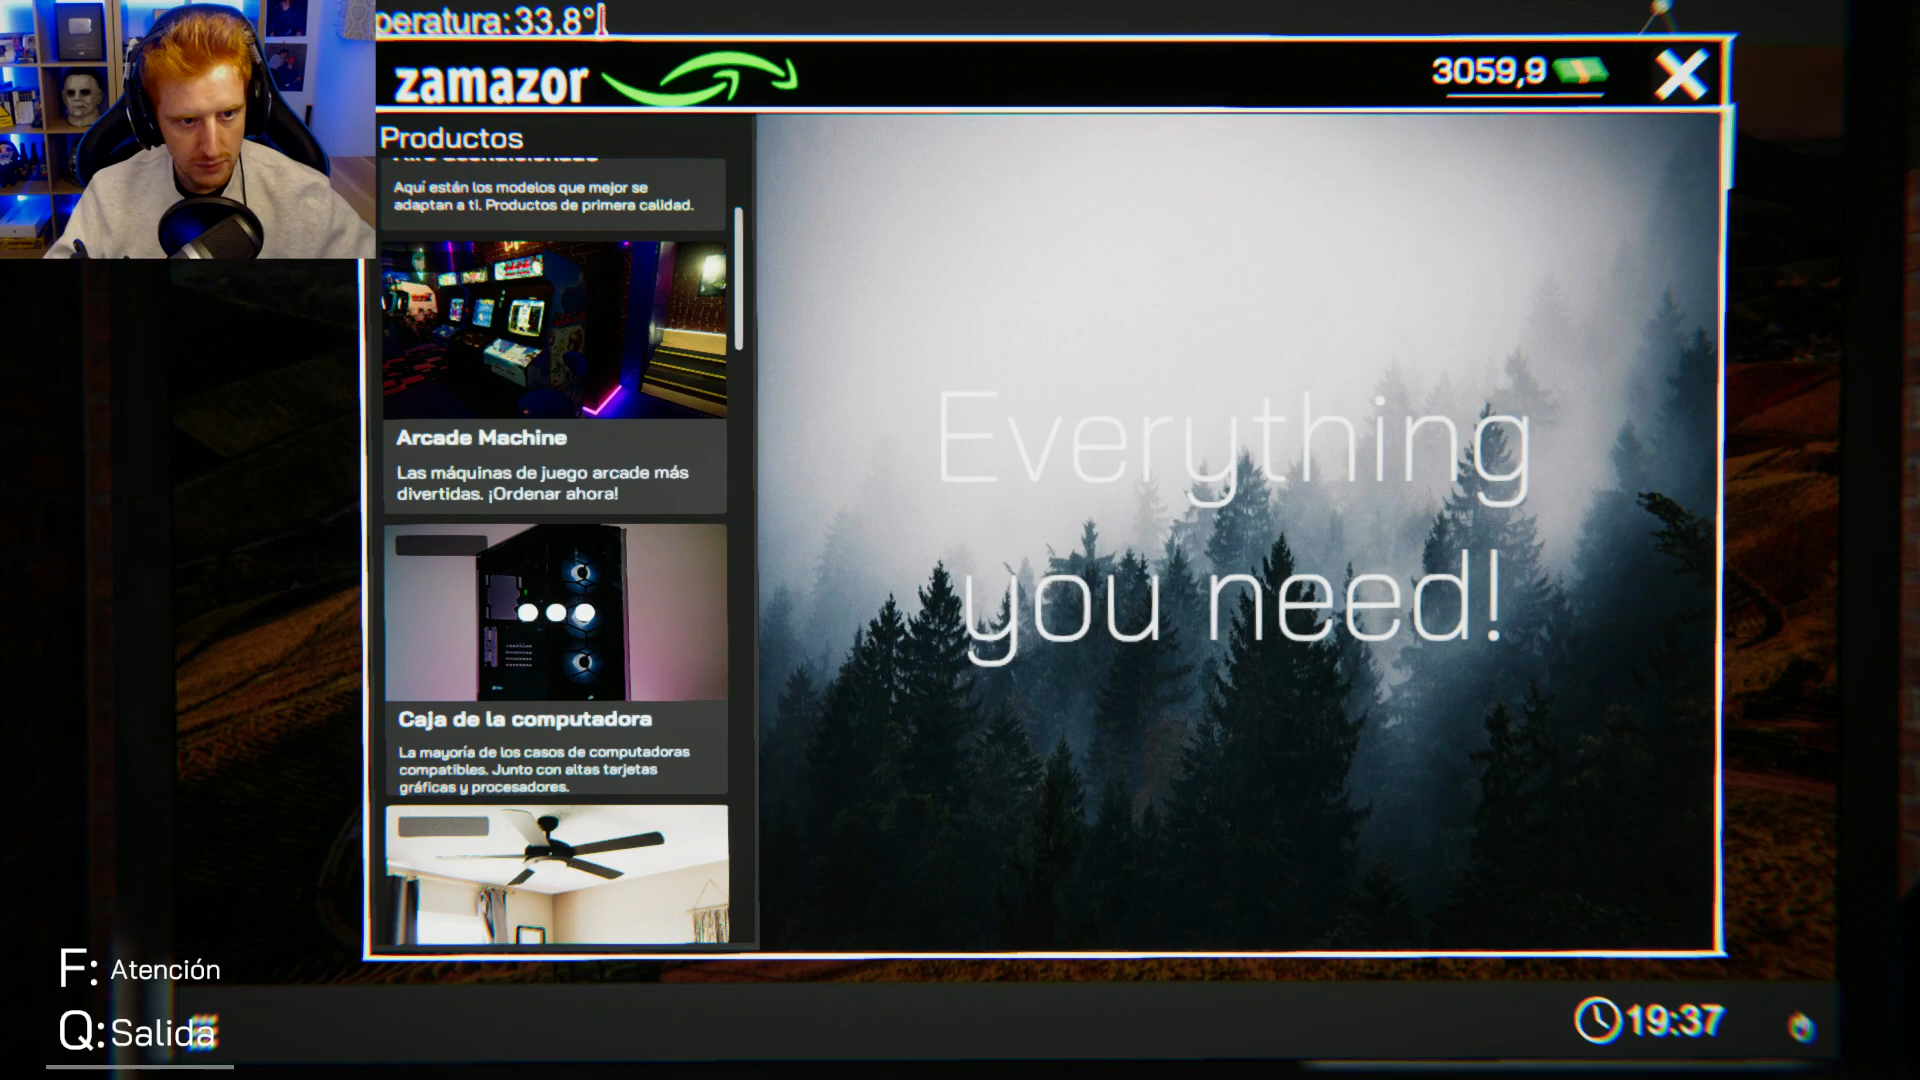 peratura: 33,8°
zamazor
3059,9
Productos
Aquí están los modelos que mejor se
adaptan a ti. Productos de primera calidad.
Arcade Machine
Las máquinas de juego arcade más
divertidas. ¡Ordenar ahora!
Caja de la computadora
La mayoría de los casos de computadoras
compatibles. Junto con altas tarjetas
gráficas y procesadores.
Everything
you need!
F: Atención
Q: Salida
19:37